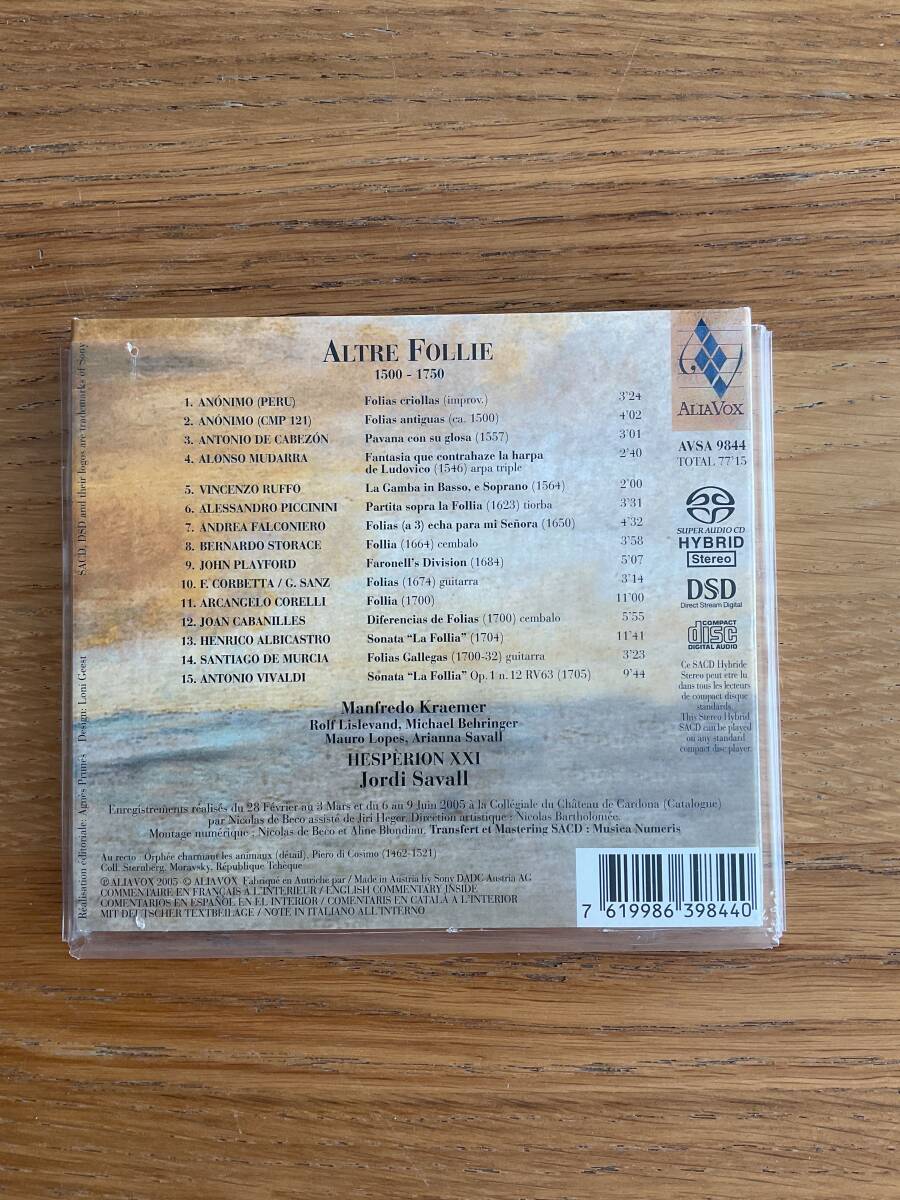 ALTRE FOLLIE
1500 - 1750
1. ANÓNIMO (PERU) Folias criollas (improv.) 3'24
2. ANÓNIMO (CMP 121) Folias antiguas (ca. 1500) 4'02
3. ANTONIO DE CABEZÓN Pavana con su glosa (1557) 3'01
4. ALONSO MUDARRA Fantasia que contrahaze la harpa 2'40
de Ludovico (1546) arpa triple
5. VINCENZO RUFFO La Gamba in Basso, e Soprano (1564) 2'00
6. ALESSANDRO PICCININI Partita sopra la Follia (1623) tiorba 3'31
7. ANDREA FALCONIERO Folias (a 3) echa para mi Señora (1650) 4'32
8. BERNARDO STORACE Follia (1664) cembalo 3'58
9. JOHN PLAYFORD Faronell's Division (1684) 5'07
10. F. CORBETTA / G. SANZ Folias (1674) guitarra 3'14
11. ARCANGELO CORELLI Follia (1700) 11'00
12. JOAN CABANILLES Diferencias de Folias (1700) cembalo 5'55
13. HENRICO ALBICASTRO Sonata “La Follia” (1704) 11'41
14. SANTIAGO DE MURCIA Folias Gallegas (1700-32) guitarra 3'23
15. ANTONIO VIVALDI Sonata “La Follia” Op. 1 n. 12 RV63 (1705) 9'44
Manfredo Kraemer
Rolf Lislevand, Michael Behringer
Mauro Lopes, Arianna Savall
HESPÈRION XXI
Jordi Savall
Enregistrements réalisés du 28 Février au 3 Mars et du 6 au 9 Juin 2005 à la Collégiale du Château de Cardona (Catalogne)
par Nicolas de Beco assisté de Jiri Heger. Direction artistique : Nicolas Bartholomée.
Montage numérique : Nicolas de Beco et Aline Blondiau, Transfert et Mastering SACD : Musica Numeris
Au recto : Orphée charmant les animaux (détail), Piero di Cosimo (1462-1521)
Coll. Sternberg, Moravsky, République Tchèque
℗ ALIAVOX 2005 © ALIAVOX Fabriqué en Autriche par / Made in Austria by Sony DADC Austria AG
COMMENTAIRE EN FRANÇAIS A L'INTERIEUR / ENGLISH COMMENTARY INSIDE
COMENTARIOS EN ESPAÑOL EN EL INTERIOR / COMENTARIS EN CATALÀ A L'INTERIOR
MIT DEUTSCHER TEXTBEILAGE / NOTE IN ITALIANO ALL'INTERNO
ALIAVOX
AVSA 9844
TOTAL 77'15
SUPER AUDIO CD
HYBRID
Stereo
DSD
Direct Stream Digital
COMPACT
disc
DIGITAL AUDIO
Ce SACD Hybride
Stereo peut être lu
dans tous les lecteurs
de compact disque
standards.
This Stereo Hybrid
SACD can be played
on any standard
compact disc player.
7 619986 398440
Réalisation éditoriale: Agnès Prunés Design: Loni Geest SACD, DSD and their logos are trademarks of Sony